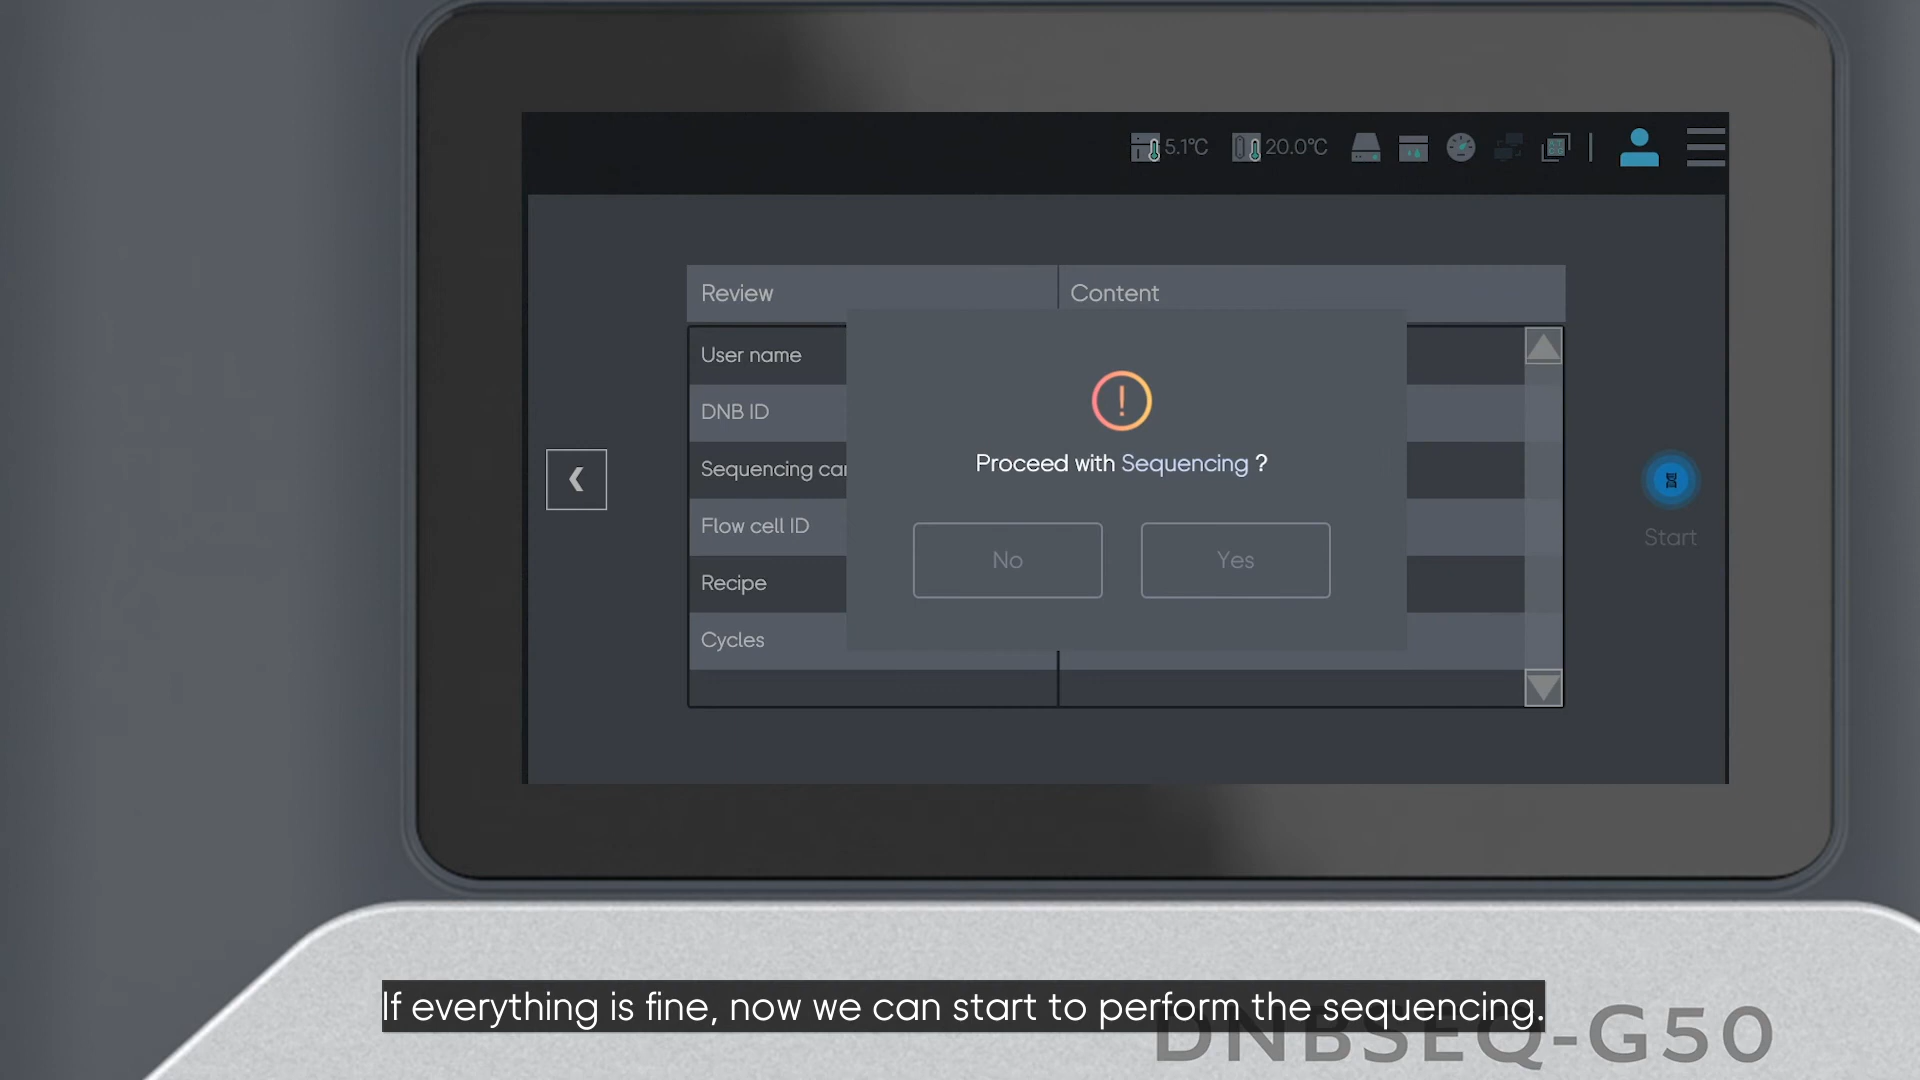 5.1°C 20.0°C
Review Content
User name
DNB ID
Sequencing car
Flow cell ID
Recipe
Cycles
!
Proceed with Sequencing ?
No Yes
Start
If everything is fine, now we can start to perform the sequencing.
DNBSEQ-G50